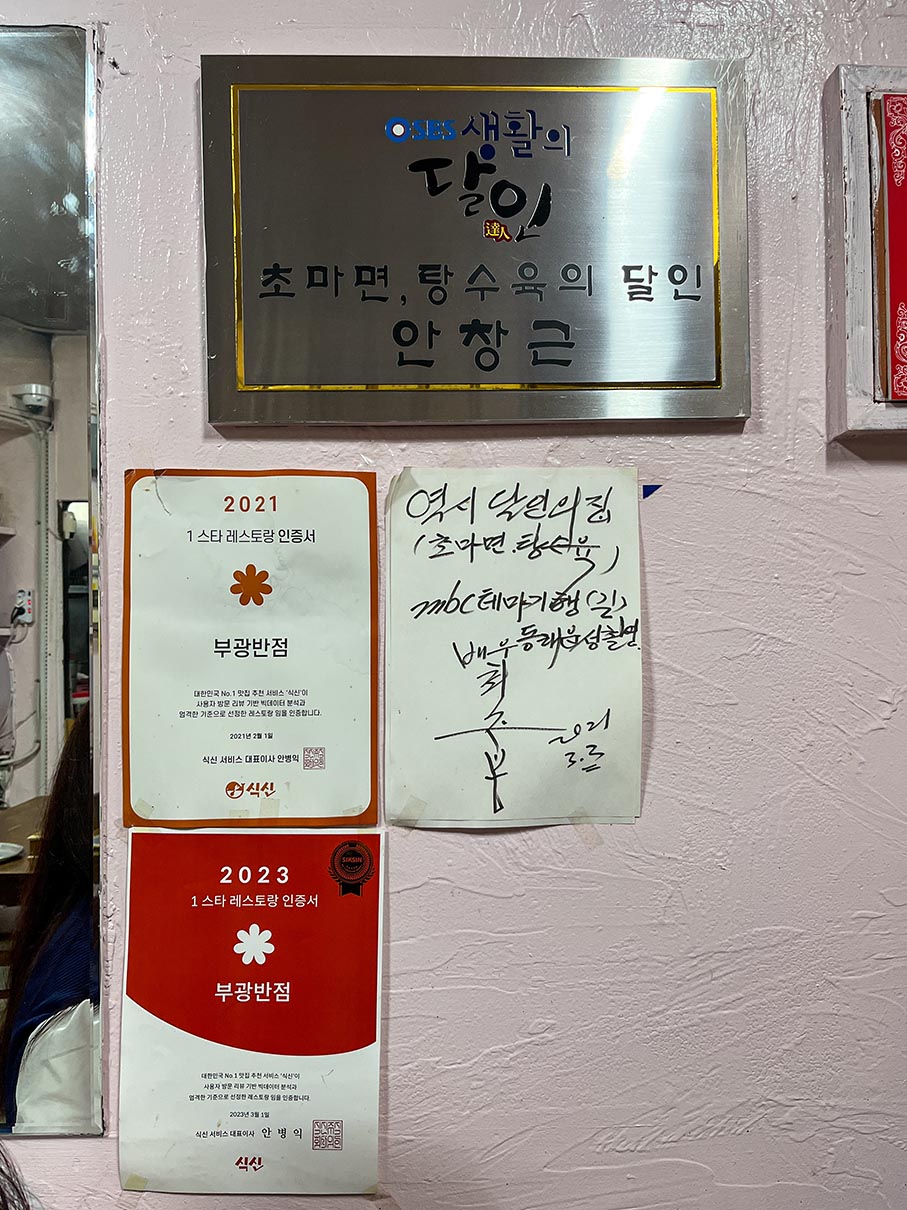 SBS 생활의
달인
達人
초마면, 탕수육의 달인
안창근
2021
1 스타 레스토랑 인증서
부광반점
대한민국 No.1 맛집 추천 서비스 '식신'이
사용자 방문 리뷰 기반 빅데이터 분석과
엄격한 기준으로 선정한 레스토랑 임을 인증합니다.
2021년 2월 1일
식신 서비스 대표이사 안병익
식신
역시 달인의 집
(초마면.탕수육)
mbc 테마기행(길)
배우
2021
SIKSIN
2023
1 스타 레스토랑 인증서
부광반점
대한민국 No.1 맛집 추천 서비스 '식신'이
사용자 방문 리뷰 기반 빅데이터 분석과
엄격한 기준으로 선정한 레스토랑 임을 인증합니다.
2023년 3월 1일
식신 서비스 대표이사 안 병 익
식신